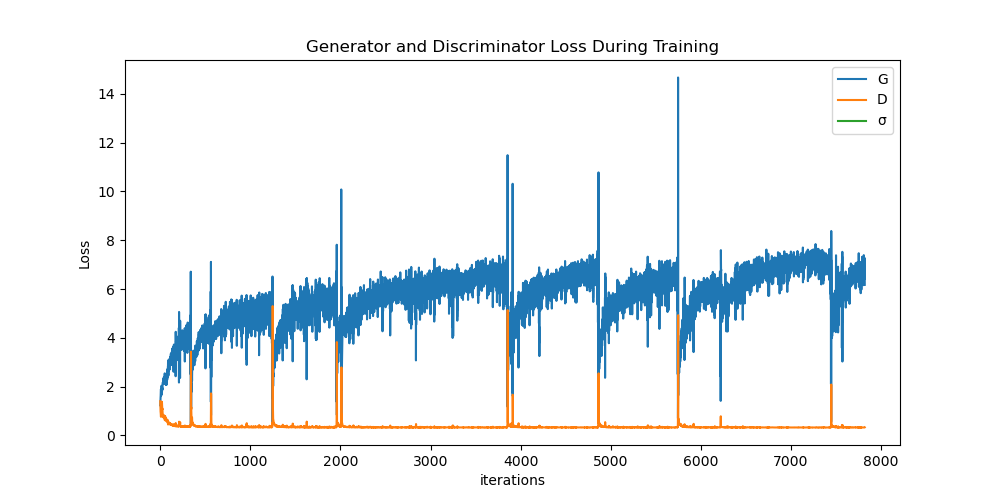 Generator and Discriminator Loss During Training
G
D
σ
14
12
10
8
6
4
2
0
Loss
0 1000 2000 3000 4000 5000 6000 7000 8000
iterations